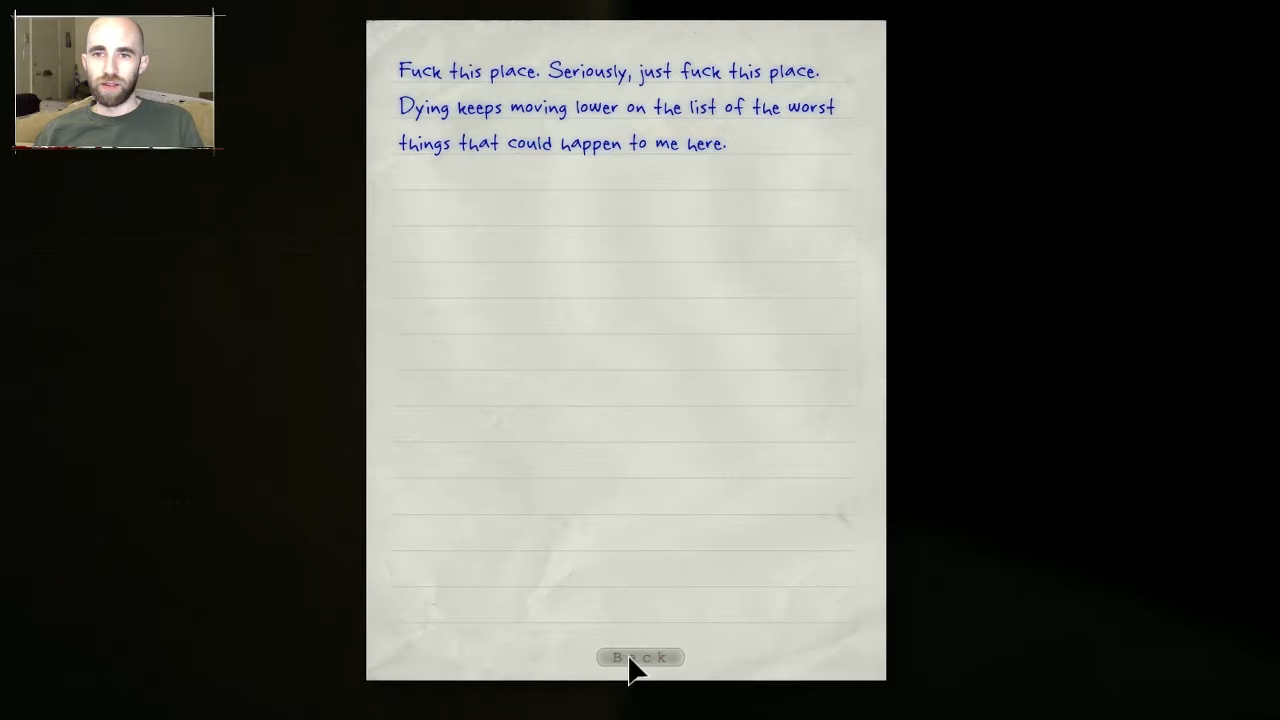 Fuck this place. Seriously, just fuck this place.
Dying keeps moving lower on the list of the worst
things that could happen to me here.
Back